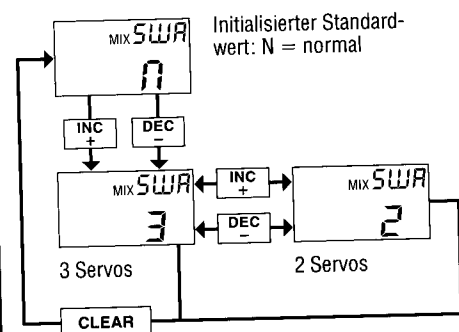 MIX SWA
n
Initialisierter Standard-
wert: N = normal
INC
+
DEC
−
MIX SWA
3
INC
+
DEC
−
MIX SWA
2
3 Servos
2 Servos
CLEAR